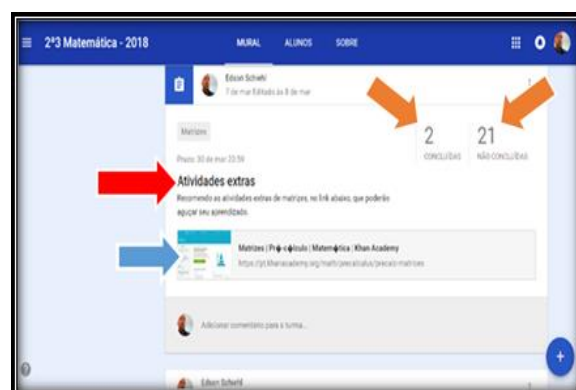 2ª3 Matemática - 2018
MURAL ALUNOS SOBRE
Edson Schiehl
7 de mar Editado às 8 de mar
Matrizes
2 21
CONCLUÍDAS NÃO CONCLUÍDAS
Prazo: 30 de mar 23:59
Atividades extras
Recomendo as atividades extras de matrizes, no link abaixo, que poderão
aguçar seu aprendizado.
Matrizes | Pr�-c�lculo | Matem�tica | Khan Academy
https://pt.khanacademy.org/math/precalculus/precalc-matrices
Adicionar comentário para a turma...
Edson Schiehl